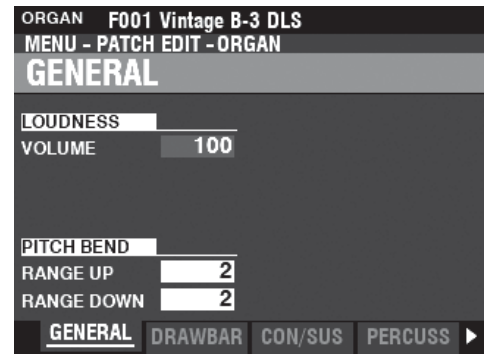 ORGAN F001 Vintage B-3 DLS
MENU - PATCH EDIT - ORGAN
GENERAL
LOUDNESS
VOLUME 100
PITCH BEND
RANGE UP 2
RANGE DOWN 2
GENERAL DRAWBAR CON/SUS PERCUSS ▶